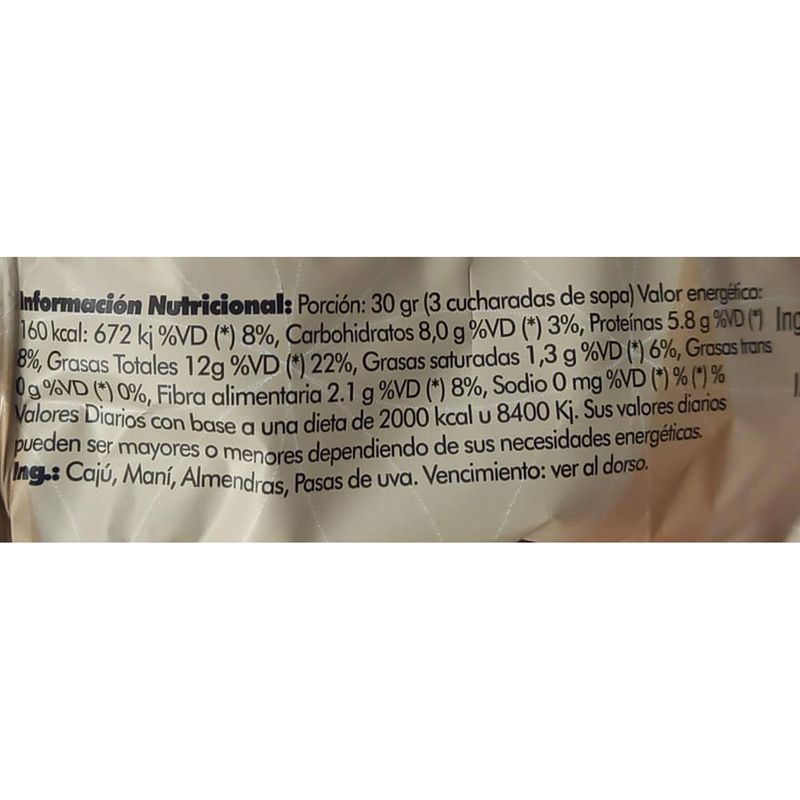 Información Nutricional: Porción: 30 gr (3 cucharadas de sopa) Valor energético:
160 kcal: 672 kj %VD (*) 8%, Carbohidratos 8,0 g %VD (*) 3%, Proteínas 5.8 g %VD (*)
8%, Grasas Totales 12g %VD (*) 22%, Grasas saturadas 1,3 g %VD (*) 6%, Grasas trans
0 g %VD (*) 0%, Fibra alimentaria 2.1 g %VD (*) 8%, Sodio 0 mg %VD (*) % (*) %
Valores Diarios con base a una dieta de 2000 kcal u 8400 Kj. Sus valores diarios
pueden ser mayores o menores dependiendo de sus necesidades energéticas.
Ing.: Cajú, Maní, Almendras, Pasas de uva. Vencimiento: ver al dorso.